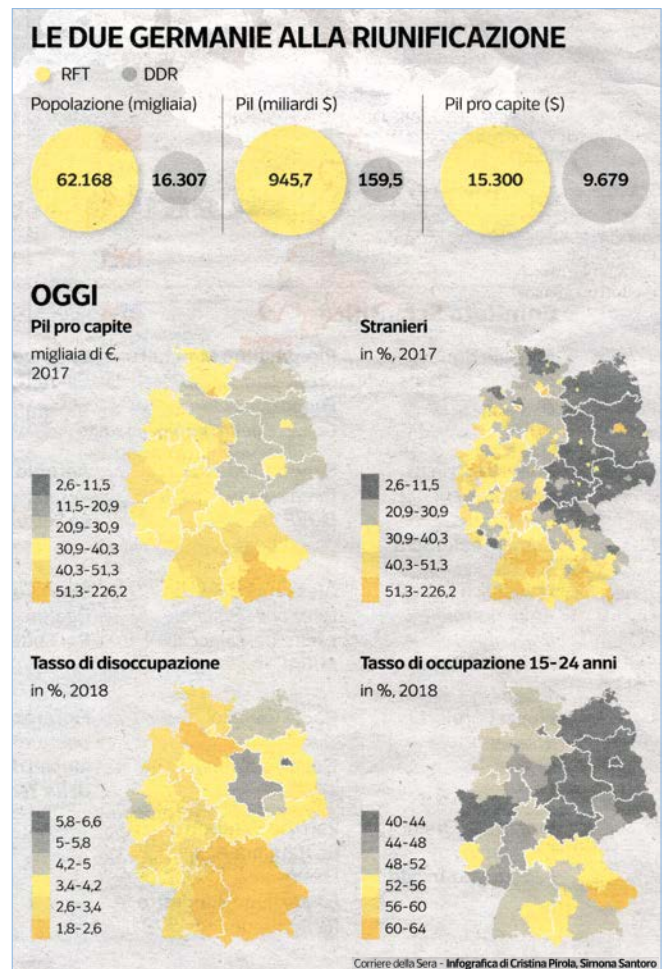 LE DUE GERMANIE ALLA RIUNIFICAZIONE
RFT DDR
Popolazione (migliaia)
62.168 16.307
Pil (miliardi $)
945,7 159,5
Pil pro capite ($)
15.300 9.679
OGGI
Pil pro capite
migliaia di €,
2017
2,6-11,5
11,5-20,9
20,9-30,9
30,9-40,3
40,3-51,3
51,3-226,2
Stranieri
in %, 2017
2,6-11,5
20,9-30,9
30,9-40,3
40,3-51,3
51,3-226,2
Tasso di disoccupazione
in %, 2018
5,8-6,6
5-5,8
4,2-5
3,4-4,2
2,6-3,4
1,8-2,6
Tasso di occupazione 15-24 anni
in %, 2018
40-44
44-48
48-52
52-56
56-60
60-64
Corriere della Sera - Infografica di Cristina Pirola, Simona Santoro